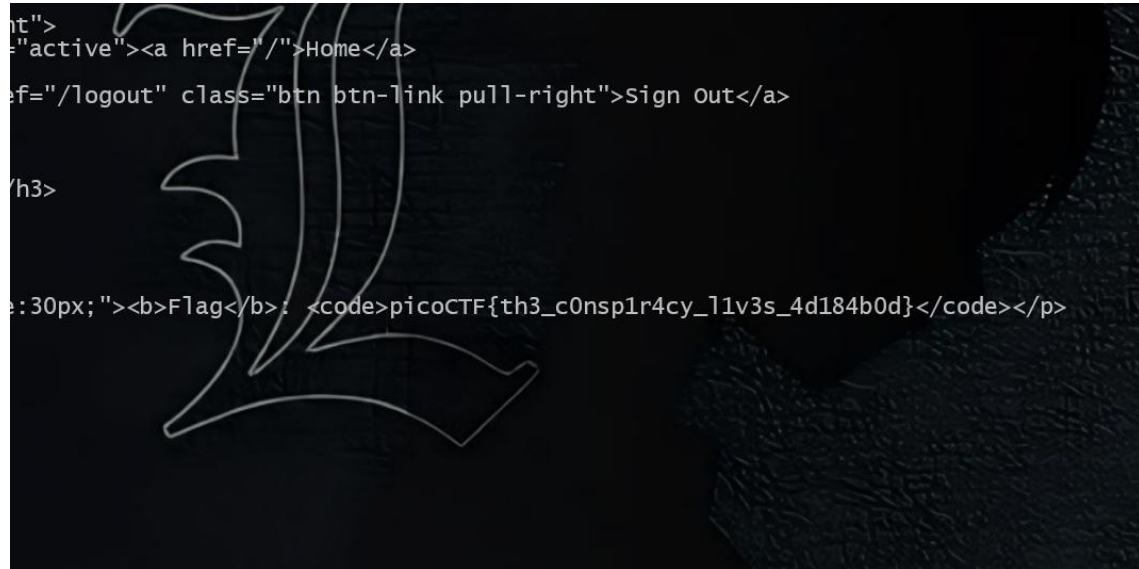 nt">
="active"><a href="/">Home</a>
ef="/logout" class="btn btn-link pull-right">Sign Out</a>
/h3>
e:30px;"><b>Flag</b>: <code>picoCTF{th3_c0nsp1r4cy_l1v3s_4d184b0d}</code></p>